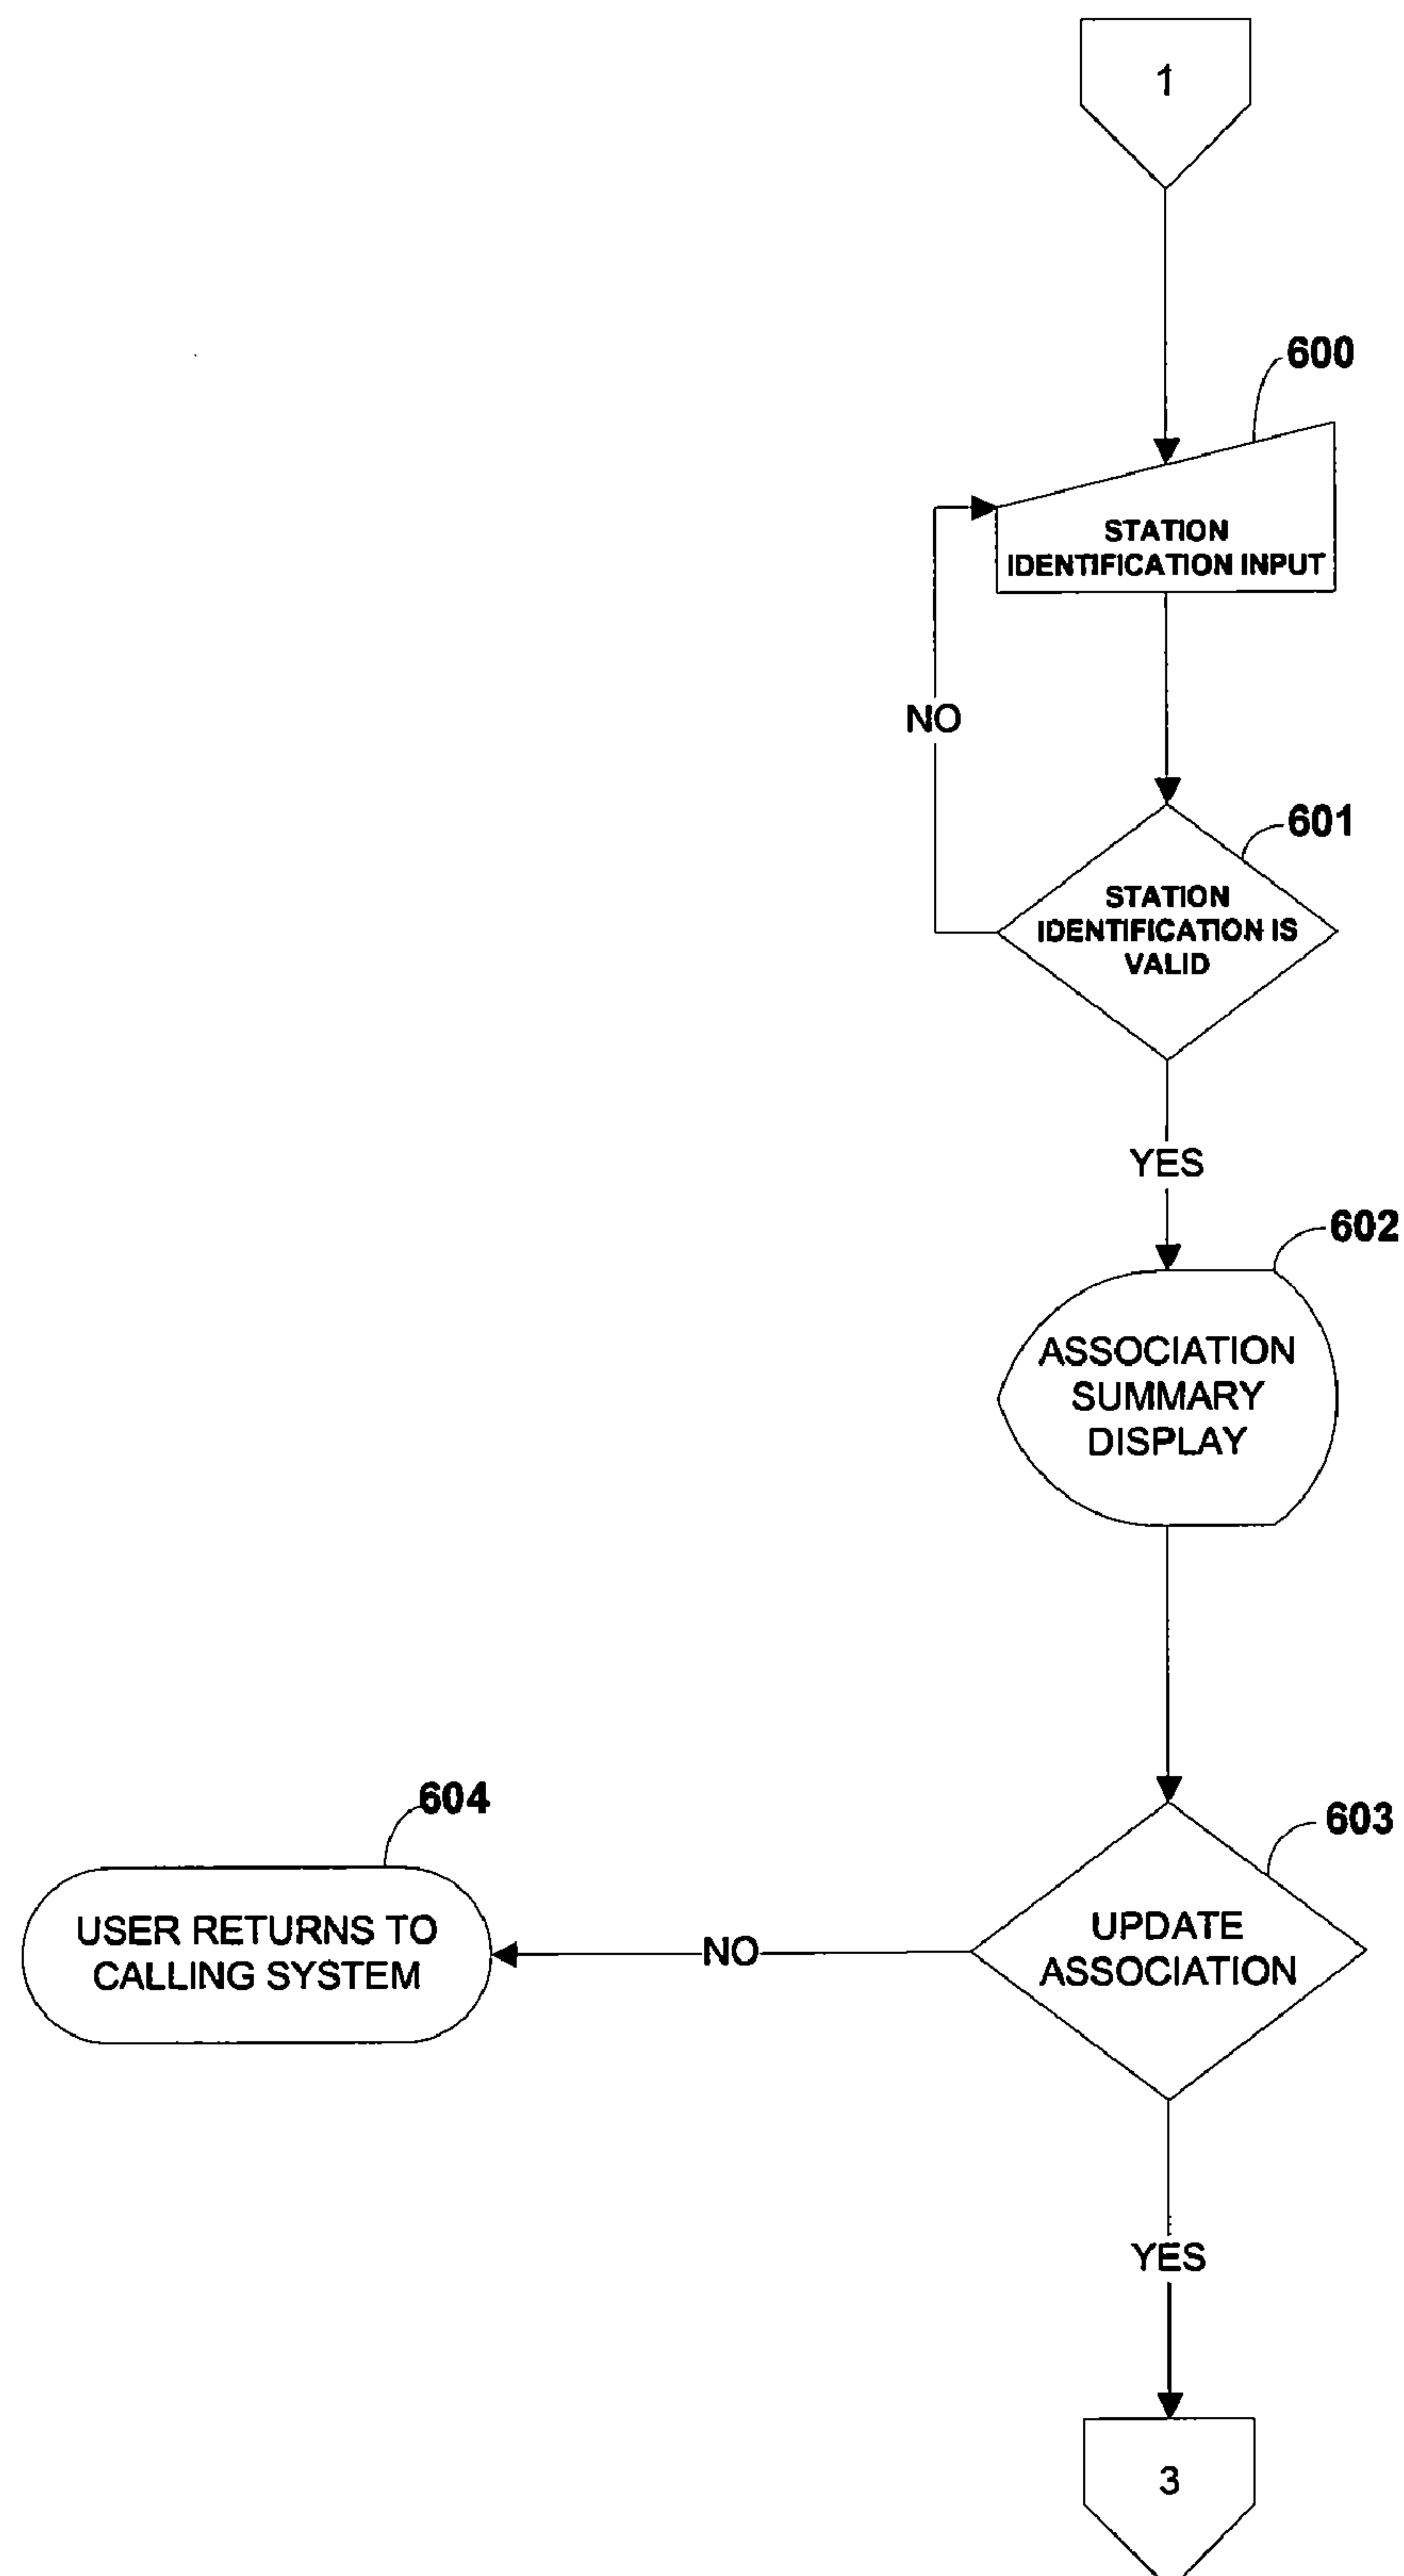 1
600
STATION
IDENTIFICATION INPUT
NO
601
STATION
IDENTIFICATION IS
VALID
YES
602
ASSOCIATION
SUMMARY
DISPLAY
604
603
USER RETURNS TO
CALLING SYSTEM
NO
UPDATE
ASSOCIATION
YES
3